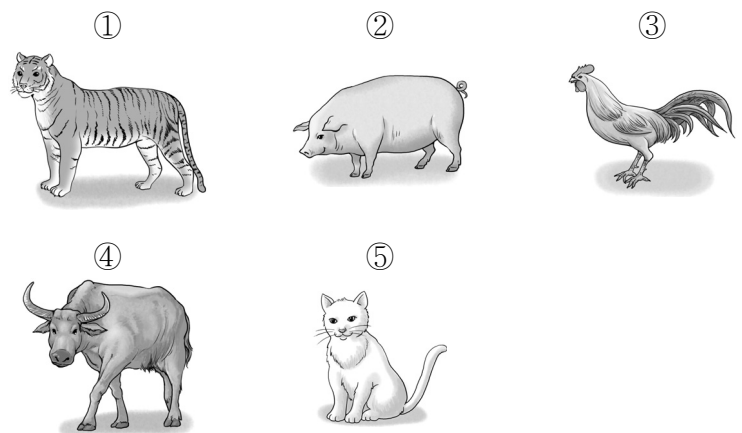 ① ② ③
④ ⑤